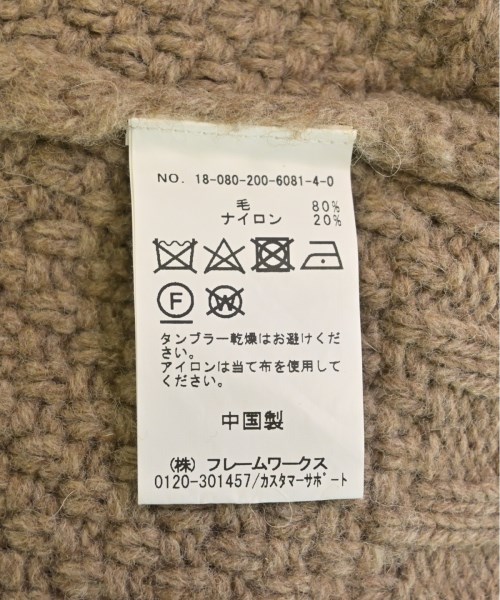 NO. 18-080-200-6081-4-0
毛 80%
ナイロン 20%
F W
タンブラー乾燥はお避けくだ
さい。
アイロンは当て布を使用して
ください。
中国製
(株) フレームワークス
0120-301457/カスタマーサポート